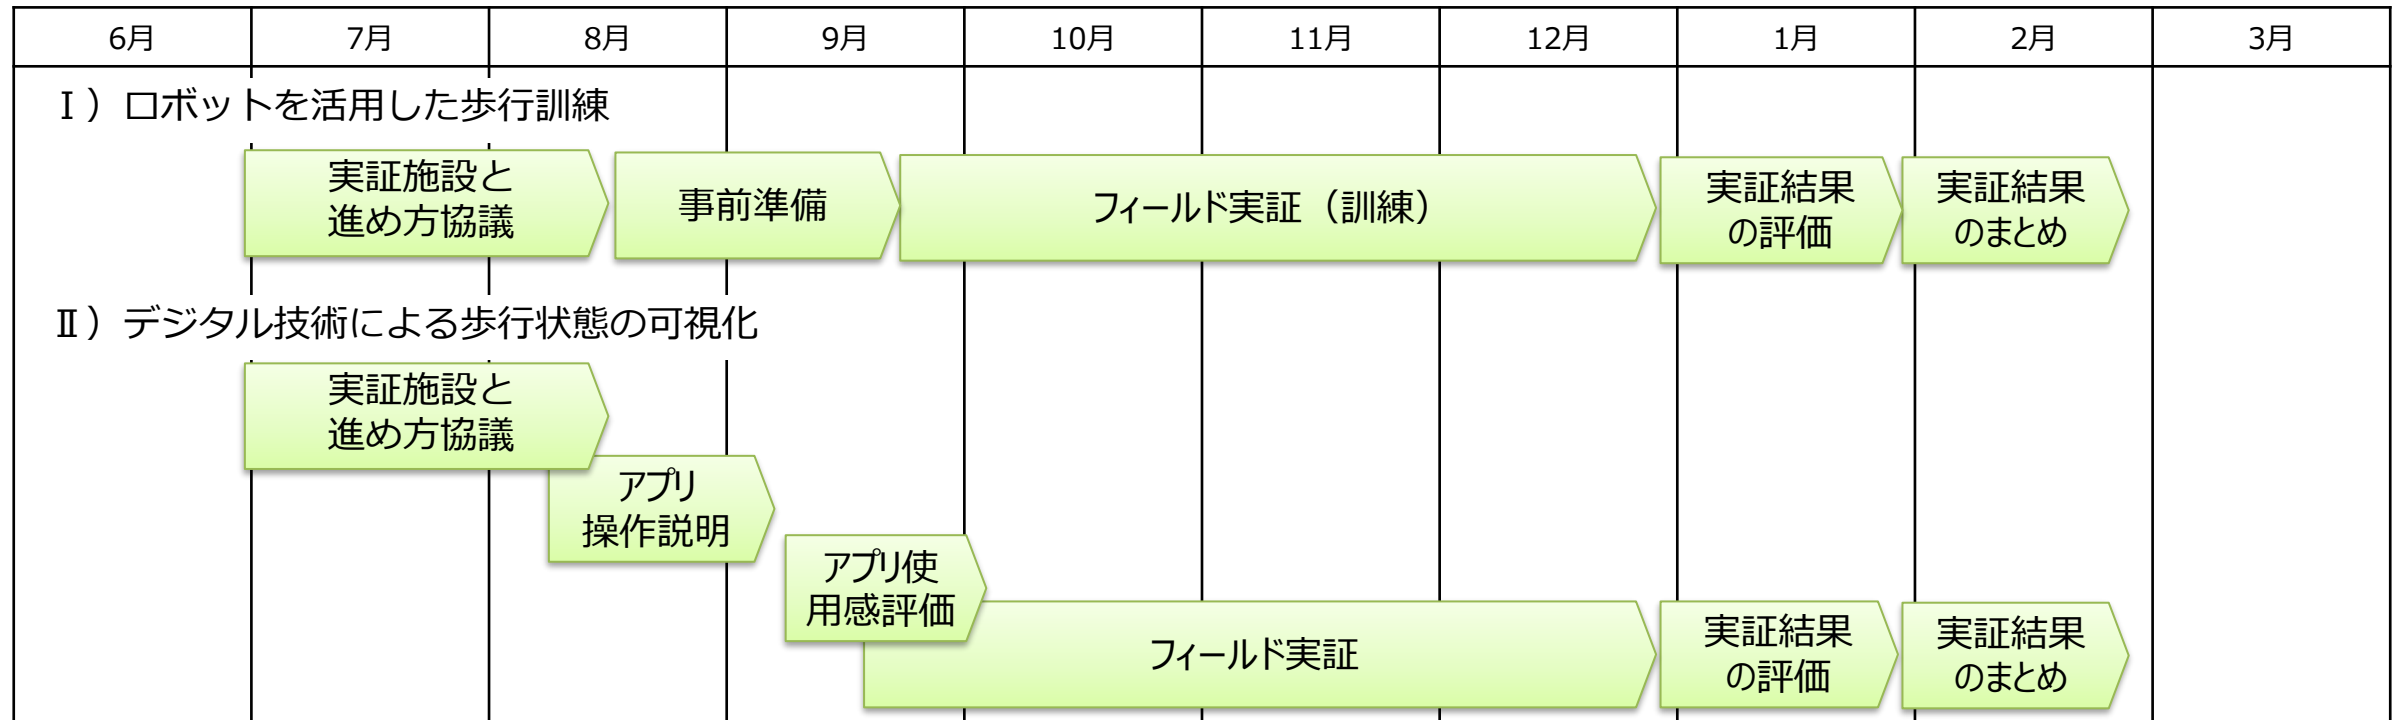 6月 7月 8月 9月 10月 11月 12月 1月 2月 3月
Ⅰ）ロボットを活用した歩行訓練
実証施設と
進め方協議
事前準備
フィールド実証（訓練）
実証結果
の評価
実証結果
のまとめ
Ⅱ）デジタル技術による歩行状態の可視化
実証施設と
進め方協議
アプリ
操作説明
アプリ使
用感評価
フィールド実証
実証結果
の評価
実証結果
のまとめ